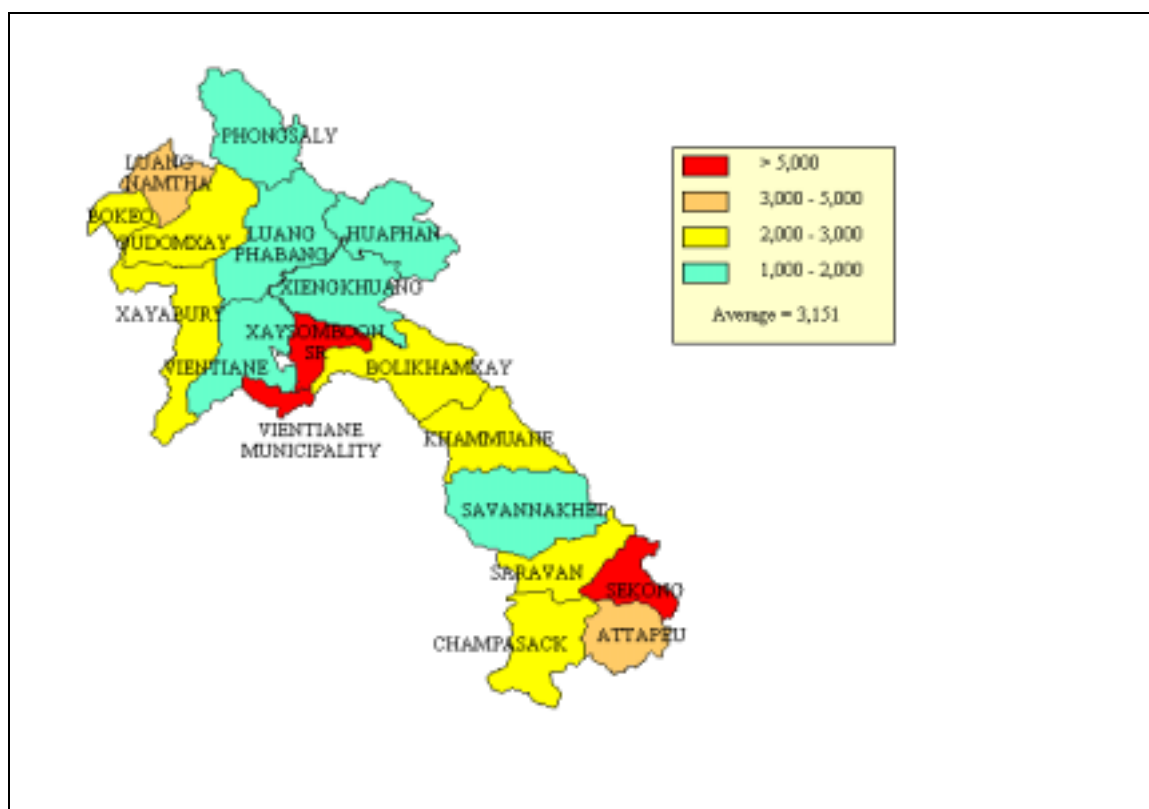 PHONGSALY
LUANG
NAMTHA
BOKEO
OUDOMXAY
LUANG
PHABANG
HUAPHAN
XIENGKHUANG
XAYABURY
XAYSOMBOON
SR
VIENTIANE
BOLIKHAMXAY
VIENTIANE
MUNICIPALITY
KHAMMUANE
SAVANNAKHET
SARAVAN
SEKONG
CHAMPASACK
ATTAPEU
> 5,000
3,000 - 5,000
2,000 - 3,000
1,000 - 2,000
Average = 3,151